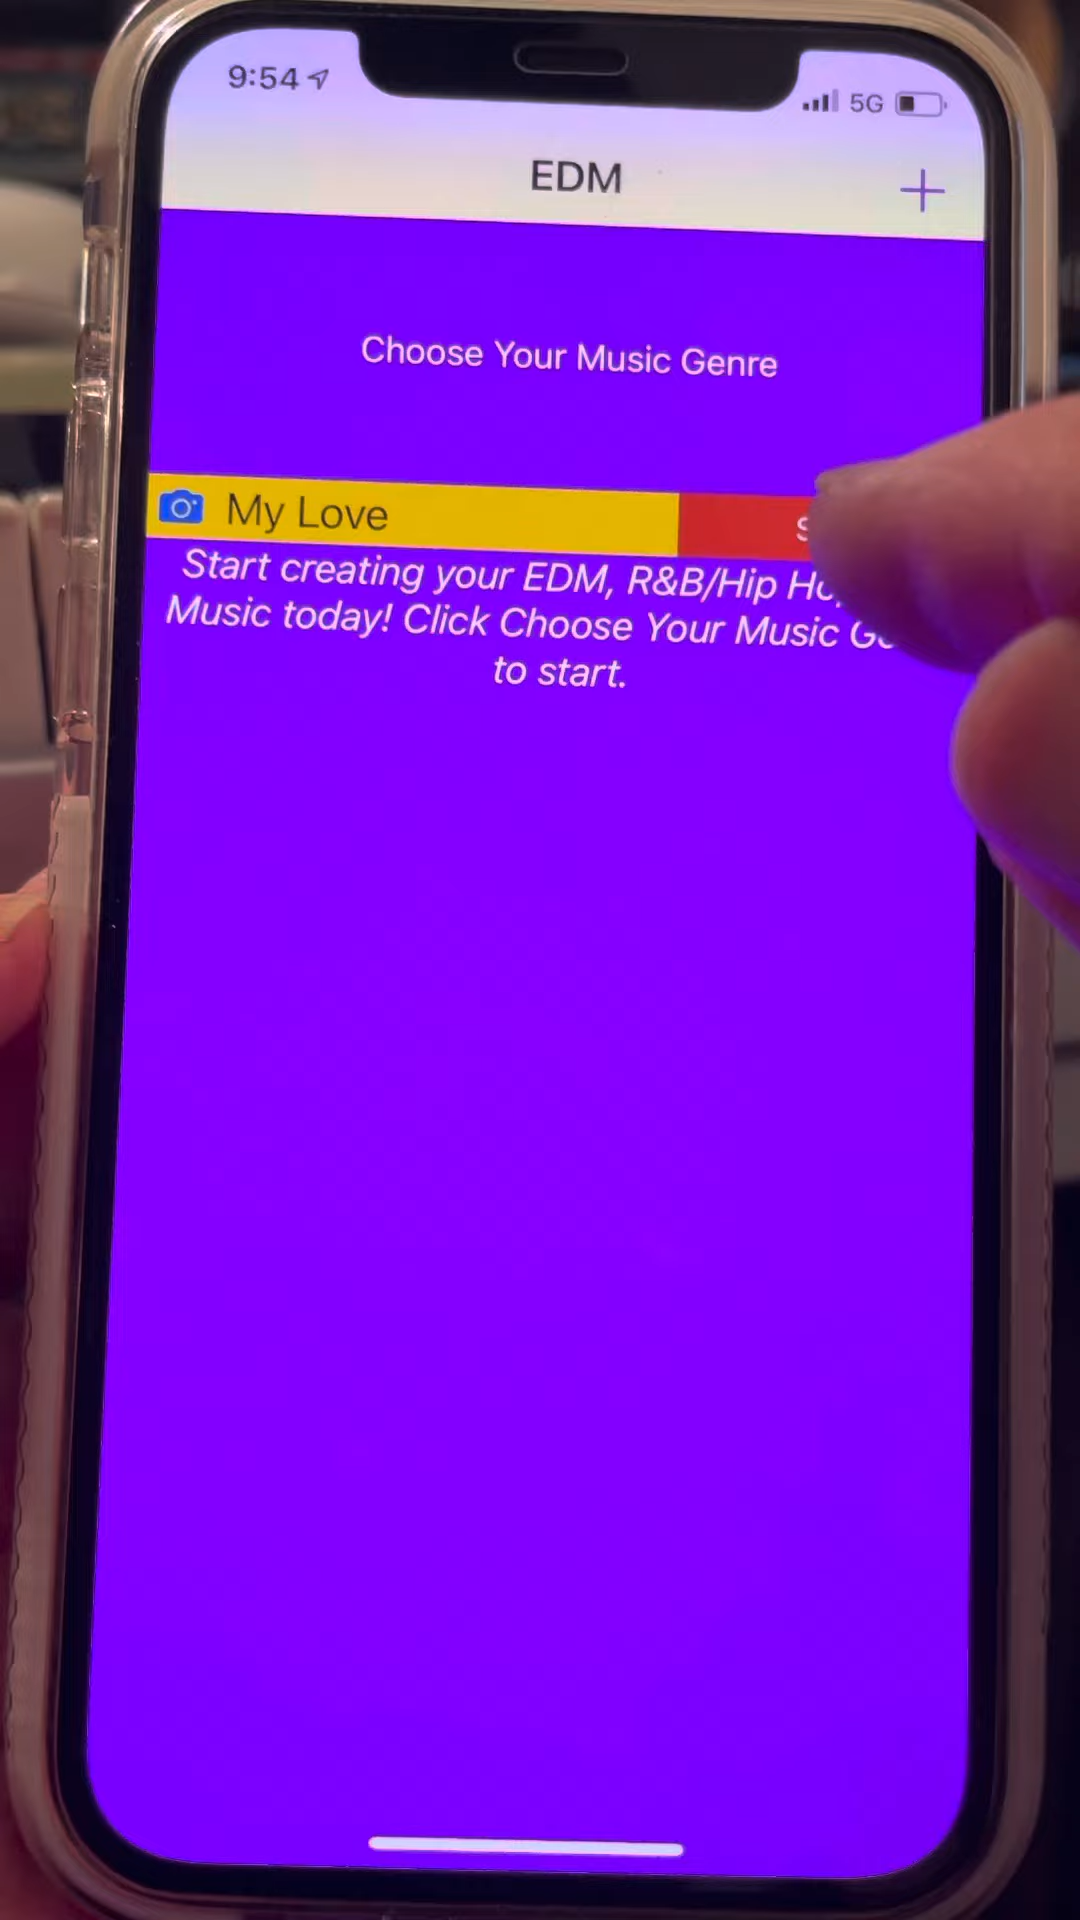 9:54
5G
EDM
Choose Your Music Genre
My Love
Start creating your EDM, R&B/Hip
Music today! Click Choose Your Music
to start.